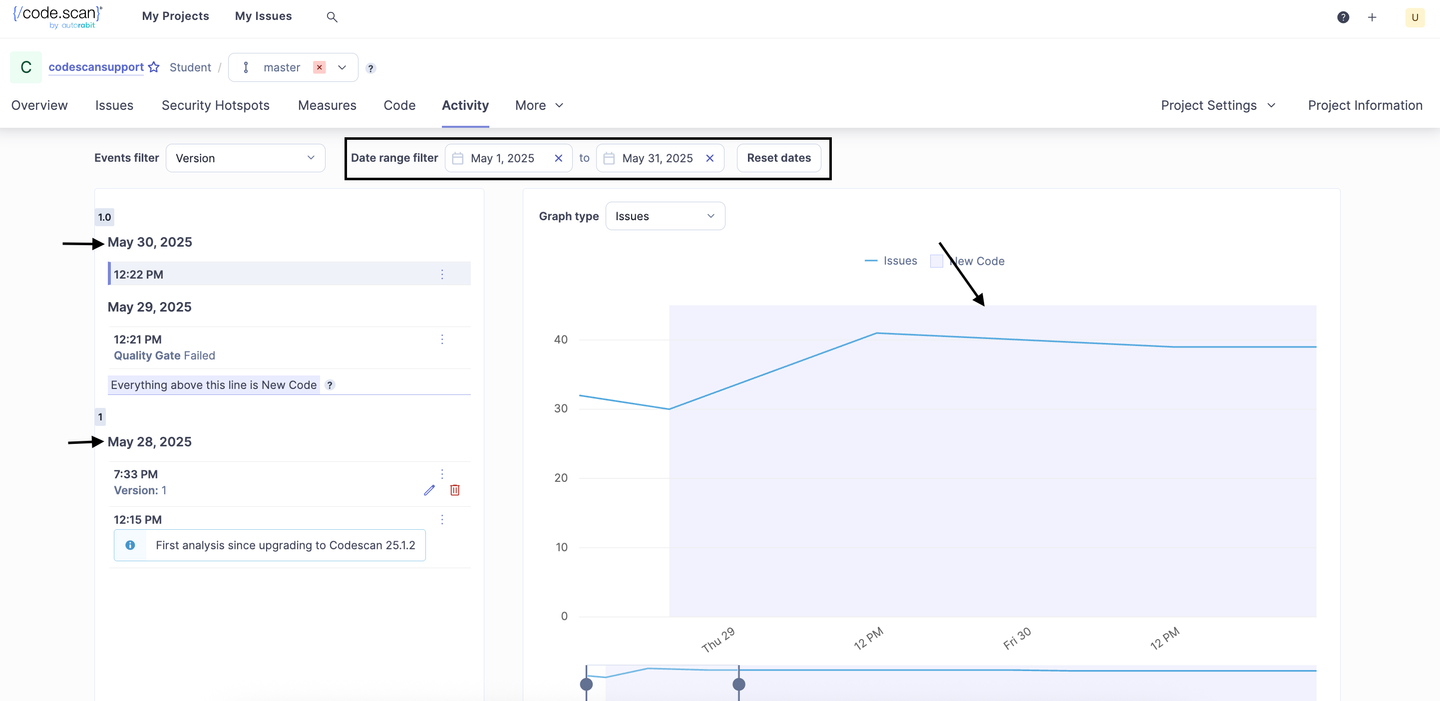 {/code.scan}
by autorabit
My Projects
My Issues
?
+
U
C
codescansupport
Student /
master
?
Overview
Issues
Security Hotspots
Measures
Code
Activity
More
Project Settings
Project Information
Events filter
Version
Date range filter
May 1, 2025
to
May 31, 2025
Reset dates
1.0
May 30, 2025
12:22 PM
May 29, 2025
12:21 PM
Quality Gate Failed
Everything above this line is New Code ?
1
May 28, 2025
7:33 PM
Version: 1
12:15 PM
First analysis since upgrading to Codescan 25.1.2
Graph type
Issues
Issues
New Code
40
30
20
10
0
Thu 29
12 PM
Fri 30
12 PM